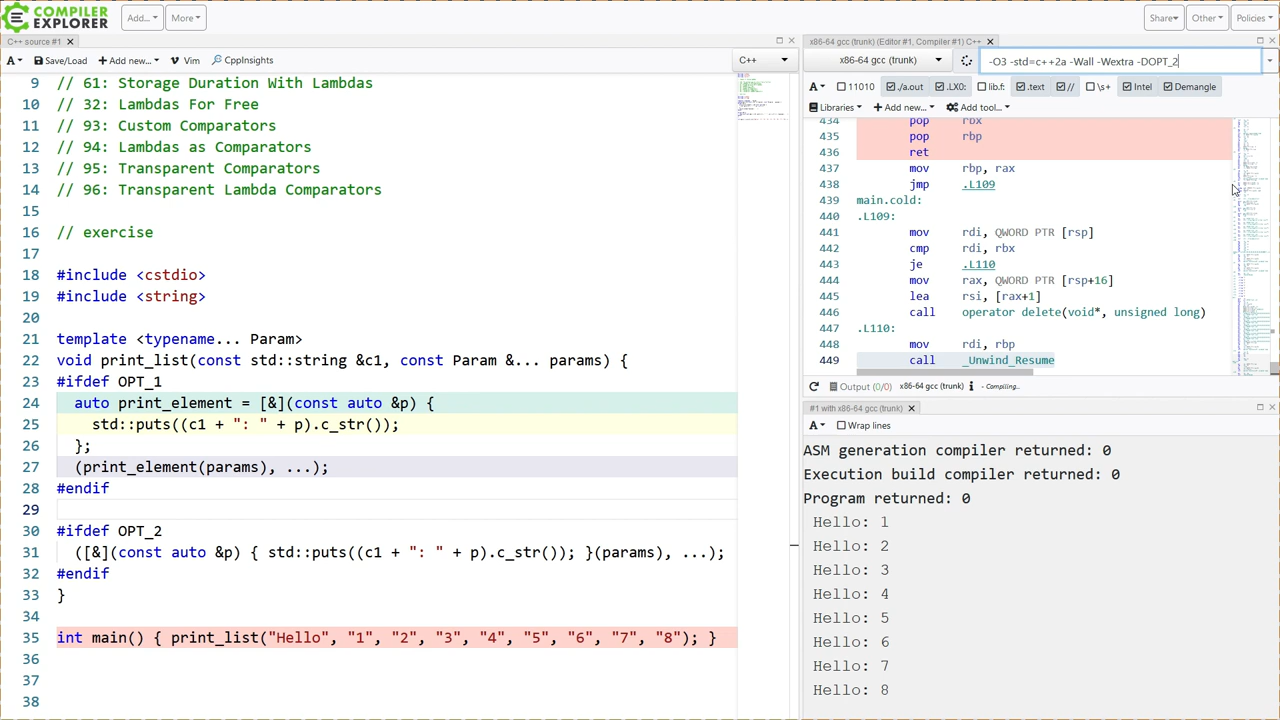 COMPILER
EXPLORER
Add...
More
Share
Other
Policies
C++ source #1
A
Save/Load
Add new...
Vim
CppInsights
C++
9 // 61: Storage Duration With Lambdas
10 // 32: Lambdas For Free
11 // 93: Custom Comparators
12 // 94: Lambdas as Comparators
13 // 95: Transparent Comparators
14 // 96: Transparent Lambda Comparators
15
16 // exercise
17
18 #include <cstdio>
19 #include <string>
20
21 template <typename... Param>
22 void print_list(const std::string &c1, const Param &... params) {
23 #ifdef OPT_1
24 auto print_element = [&](const auto &p) {
25 std::puts((c1 + ": " + p).c_str());
26 };
27 (print_element(params), ...);
28 #endif
29
30 #ifdef OPT_2
31 ([&](const auto &p) { std::puts((c1 + ": " + p).c_str()); }(params), ...);
32 #endif
33 }
34
35 int main() { print_list("Hello", "1", "2", "3", "4", "5", "6", "7", "8"); }
36
37
38
x86-64 gcc (trunk) (Editor #1, Compiler #1) C++
x86-64 gcc (trunk)
-O3 -std=c++2a -Wall -Wextra -DOPT_2
A
11010
./a.out
.LX0:
lib.f:
.text
//
\s+
Intel
Demangle
Libraries
Add new...
Add tool...
434 pop rbx
435 pop rbp
436 ret
437 mov rbp, rax
438 jmp .L109
439 main.cold:
440 .L109:
441 mov rdi, QWORD PTR [rsp]
442 cmp rdi, rbx
443 je .L110
444 mov rax, QWORD PTR [rsp+16]
445 lea rsi, [rax+1]
446 call operator delete(void*, unsigned long)
447 .L110:
448 mov rdi, rbp
449 call _Unwind_Resume
Output (0/0) x86-64 gcc (trunk) i - Compiling...
#1 with x86-64 gcc (trunk)
A
Wrap lines
ASM generation compiler returned: 0
Execution build compiler returned: 0
Program returned: 0
Hello: 1
Hello: 2
Hello: 3
Hello: 4
Hello: 5
Hello: 6
Hello: 7
Hello: 8